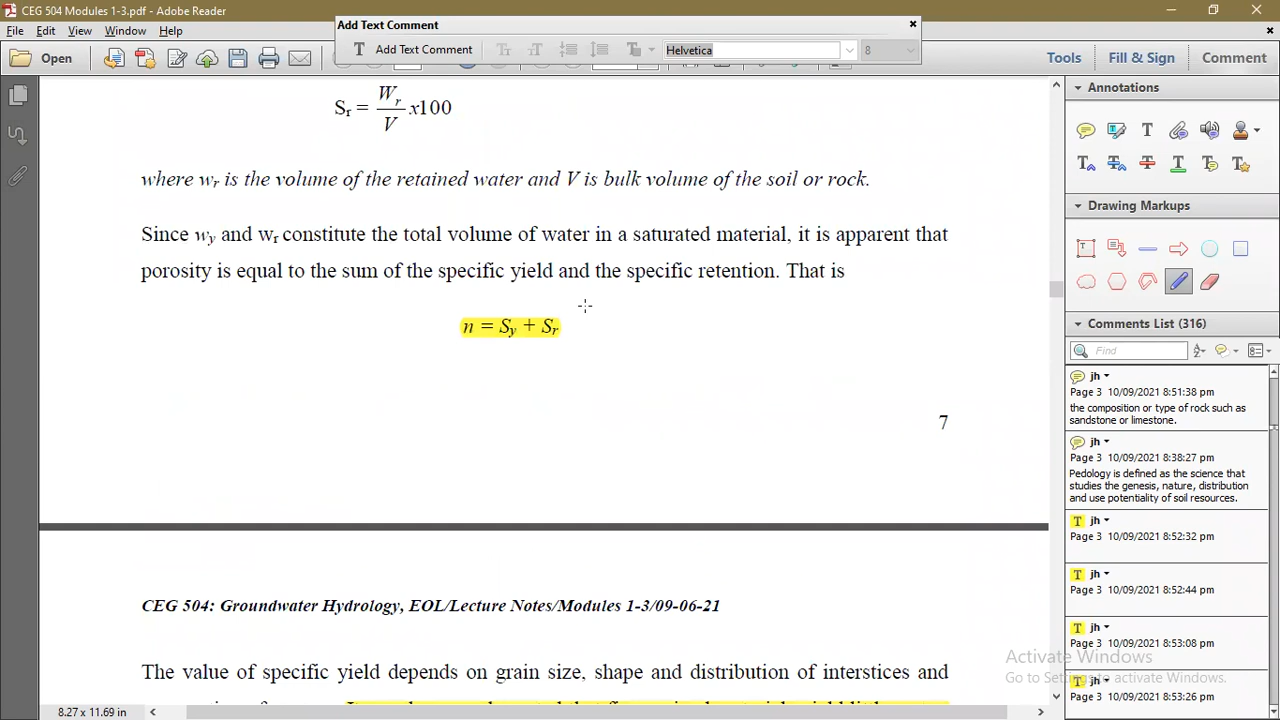 CEG 504 Modules 1-3.pdf - Adobe Reader
File Edit View Window Help
Add Text Comment
Open
T Add Text Comment
Helvetica
8
Tools
Fill & Sign
Comment
Annotations
Drawing Markups
Comments List (316)
Find
jh
Page 3 10/09/2021 8:51:38 pm
the composition or type of rock such as
sandstone or limestone.
jh
Page 3 10/09/2021 8:38:27 pm
Pedology is defined as the science that
studies the genesis, nature, distribution
and use potentiality of soil resources.
jh
Page 3 10/09/2021 8:52:32 pm
jh
Page 3 10/09/2021 8:52:44 pm
jh
Page 3 10/09/2021 8:53:08 pm
jh
Page 3 10/09/2021 8:53:26 pm
Sr = Wr/V x100
where wr is the volume of the retained water and V is bulk volume of the soil or rock.
Since wy and wr constitute the total volume of water in a saturated material, it is apparent that
porosity is equal to the sum of the specific yield and the specific retention. That is
n = Sy + Sr
7
CEG 504: Groundwater Hydrology, EOL/Lecture Notes/Modules 1-3/09-06-21
The value of specific yield depends on grain size, shape and distribution of interstices and
Activate Windows
Go to Settings to activate Windows.
8.27 x 11.69 in